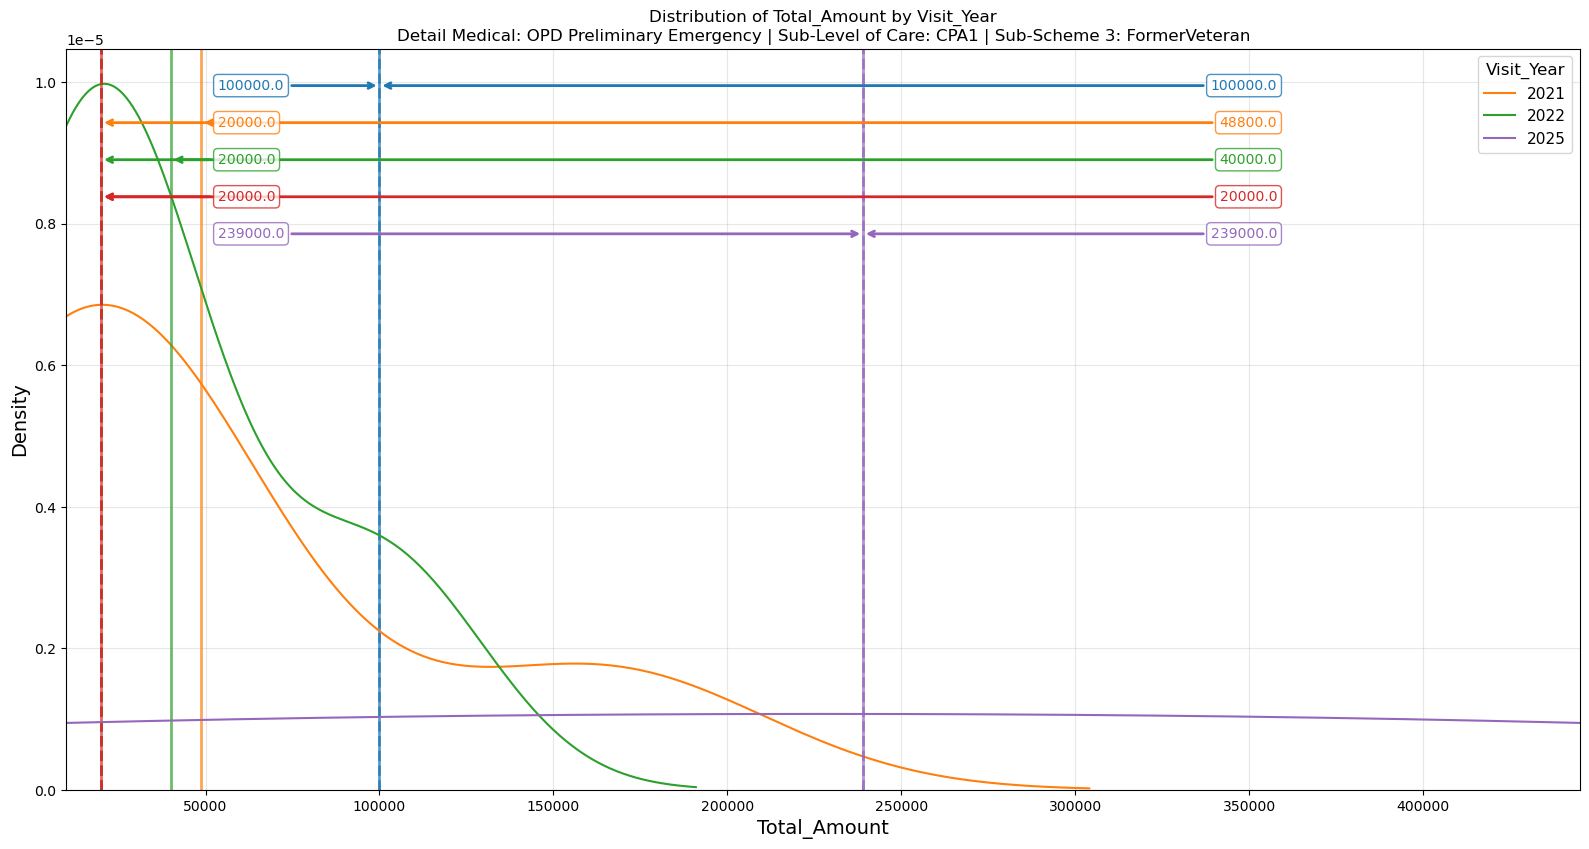 Distribution of Total_Amount by Visit_Year
Detail Medical: OPD Preliminary Emergency | Sub-Level of Care: CPA1 | Sub-Scheme 3: FormerVeteran
1e−5
Visit_Year
2021
2022
2025
100000.0 100000.0
20000.0 48800.0
20000.0 40000.0
20000.0 20000.0
239000.0 239000.0
1.0
0.8
0.6
0.4
0.2
0.0
Density
50000 100000 150000 200000 250000 300000 350000 400000
Total_Amount